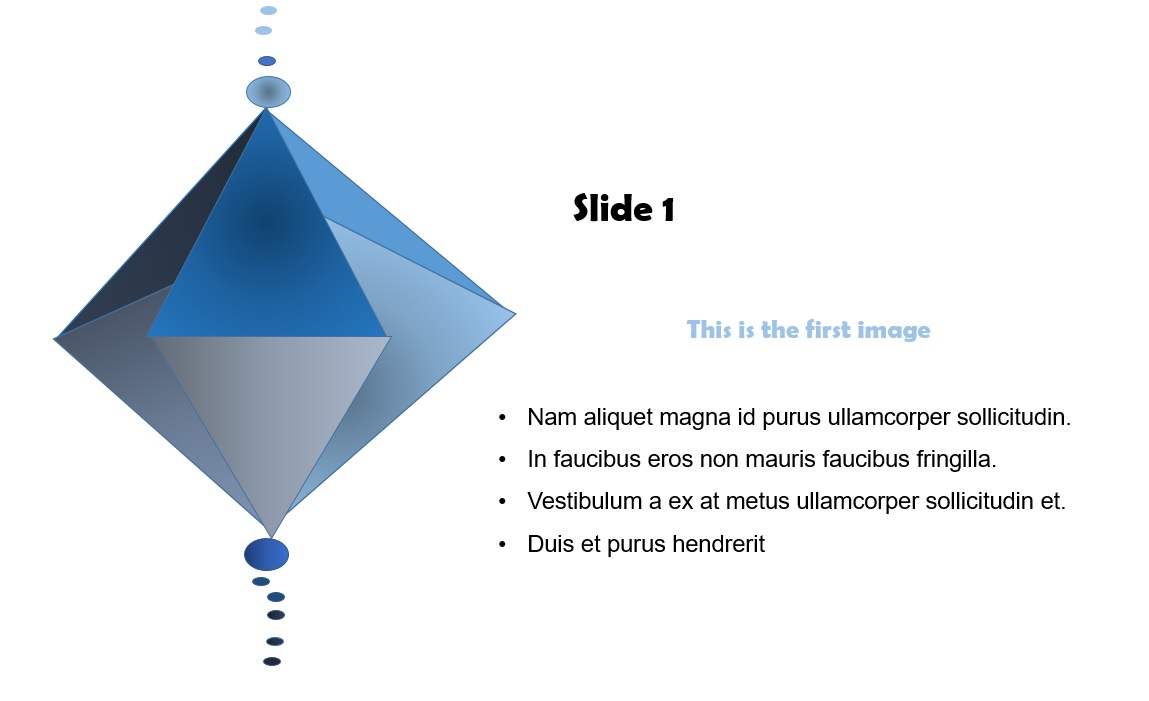 Slide 1
This is the first image
• Nam aliquet magna id purus ullamcorper sollicitudin.
• In faucibus eros non mauris faucibus fringilla.
• Vestibulum a ex at metus ullamcorper sollicitudin et.
• Duis et purus hendrerit